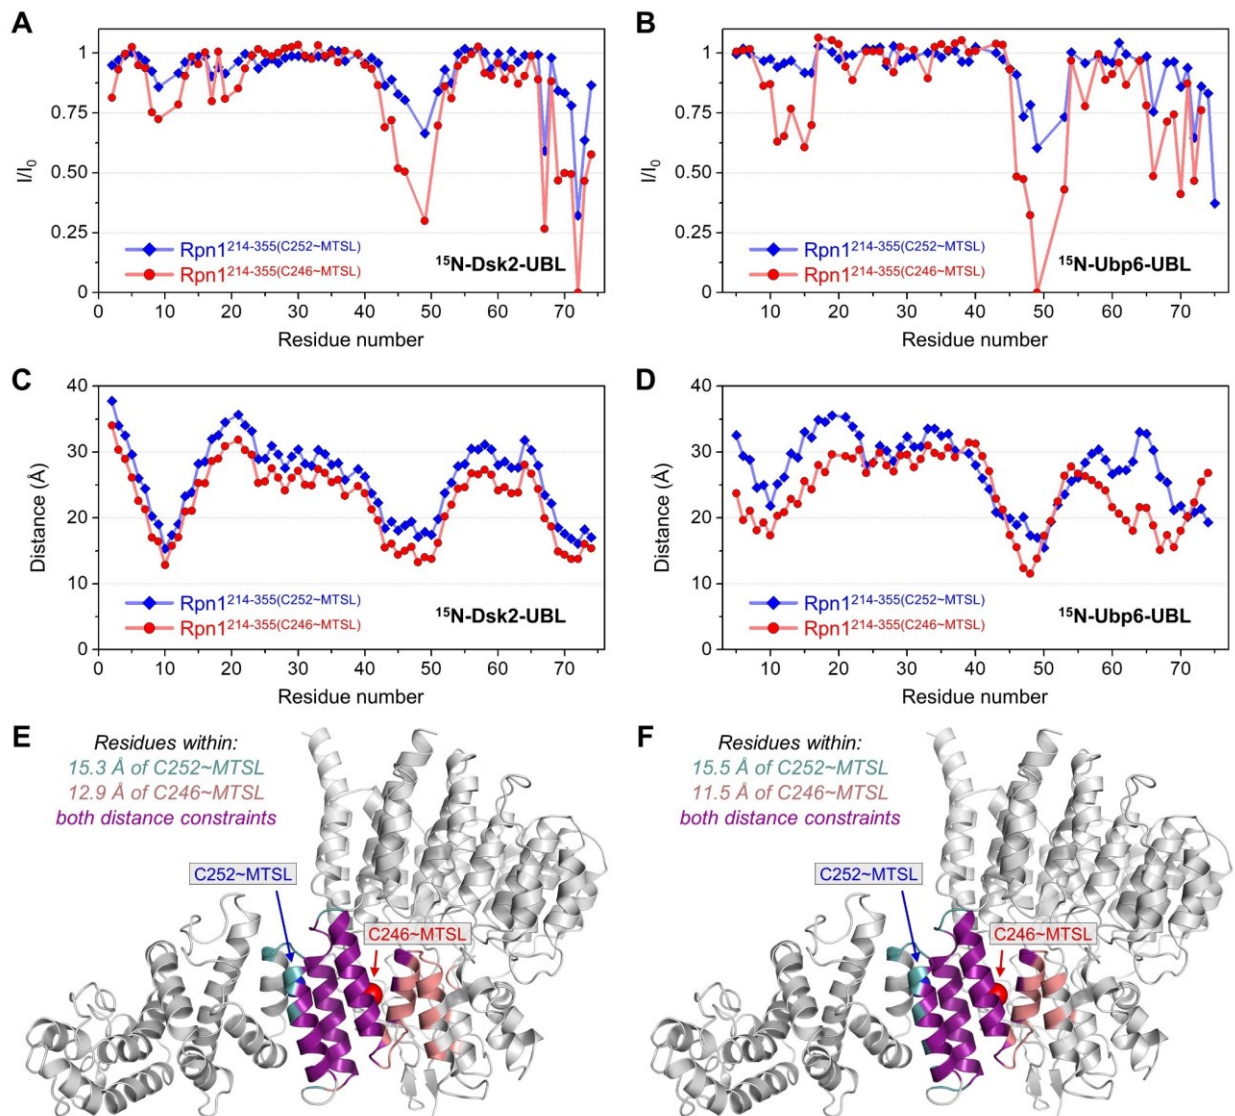 A
1
0.75
0.50
0.25
0
I/I₀
Rpn1²¹⁴⁻³⁵⁵⁽C252~MTSL⁾
Rpn1²¹⁴⁻³⁵⁵⁽C246~MTSL⁾
¹⁵N-Dsk2-UBL
0 10 20 30 40 50 60 70
Residue number
B
1
0.75
0.50
0.25
0
I/I₀
Rpn1²¹⁴⁻³⁵⁵⁽C252~MTSL⁾
Rpn1²¹⁴⁻³⁵⁵⁽C246~MTSL⁾
¹⁵N-Ubp6-UBL
10 20 30 40 50 60 70
Residue number
C
40
30
20
10
0
Distance (Å)
Rpn1²¹⁴⁻³⁵⁵⁽C252~MTSL⁾
Rpn1²¹⁴⁻³⁵⁵⁽C246~MTSL⁾
¹⁵N-Dsk2-UBL
0 10 20 30 40 50 60 70
Residue number
D
40
30
20
10
0
Distance (Å)
Rpn1²¹⁴⁻³⁵⁵⁽C252~MTSL⁾
Rpn1²¹⁴⁻³⁵⁵⁽C246~MTSL⁾
¹⁵N-Ubp6-UBL
10 20 30 40 50 60 70
Residue number
E
Residues within:
15.3 Å of C252~MTSL
12.9 Å of C246~MTSL
both distance constraints
C252~MTSL
C246~MTSL
F
Residues within:
15.5 Å of C252~MTSL
11.5 Å of C246~MTSL
both distance constraints
C252~MTSL
C246~MTSL